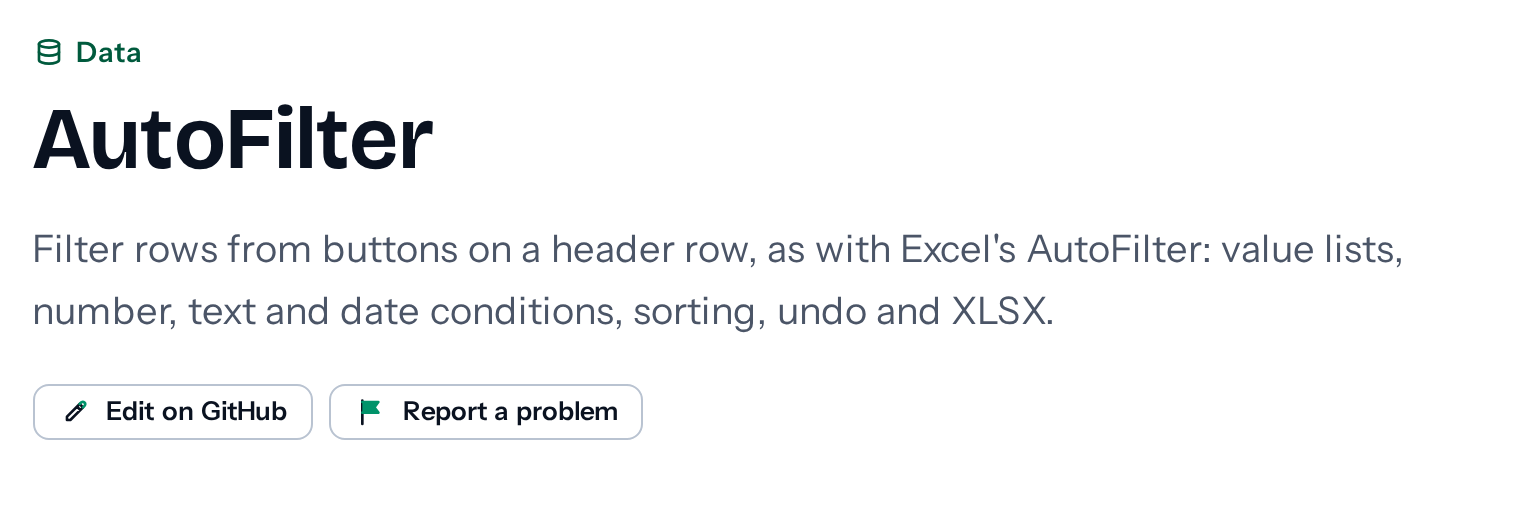 Data
AutoFilter
Filter rows from buttons on a header row, as with Excel's AutoFilter: value lists,
number, text and date conditions, sorting, undo and XLSX.
Edit on GitHub
Report a problem